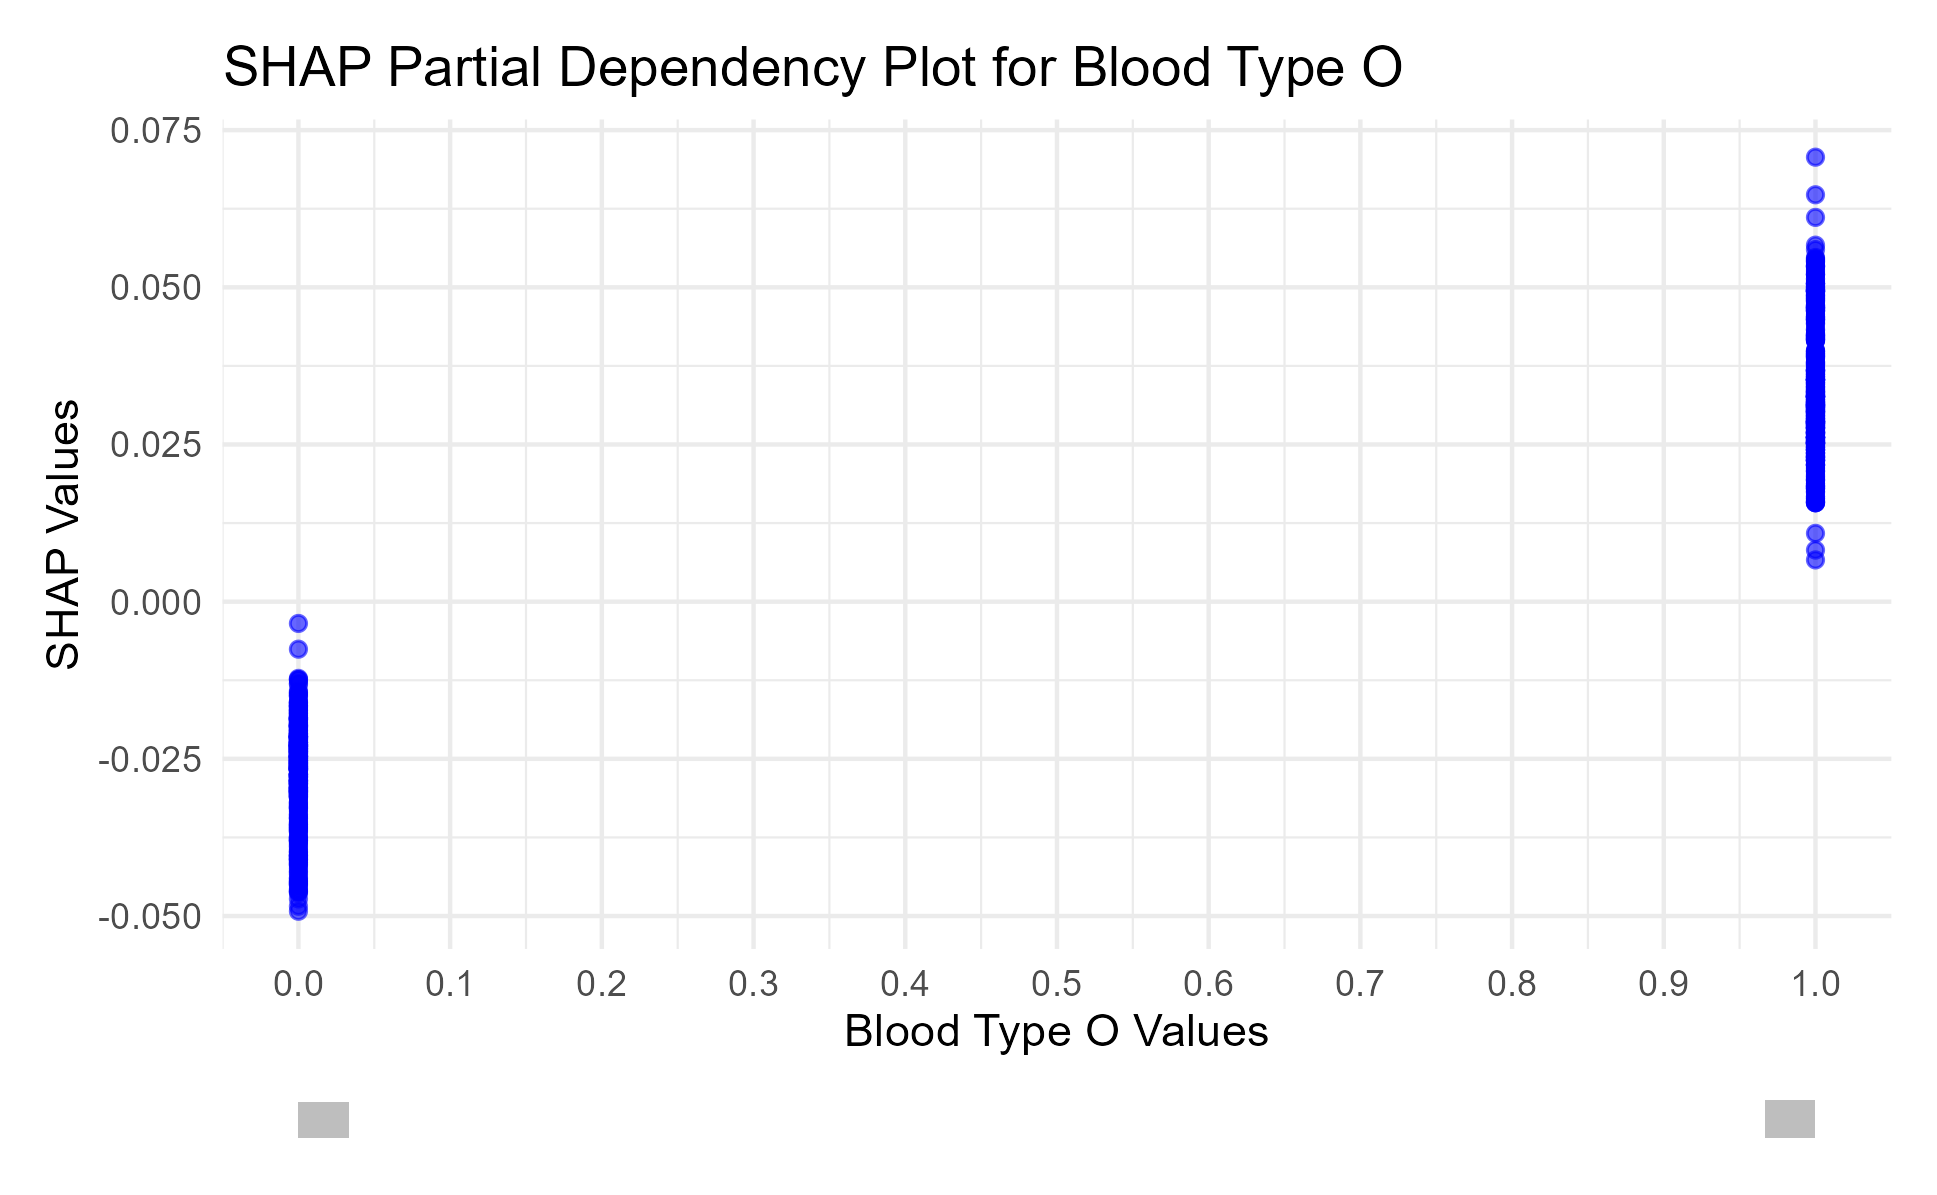 SHAP Partial Dependency Plot for Blood Type O
0.075
0.050
0.025
0.000
-0.025
-0.050
SHAP Values
0.0 0.1 0.2 0.3 0.4 0.5 0.6 0.7 0.8 0.9 1.0
Blood Type O Values